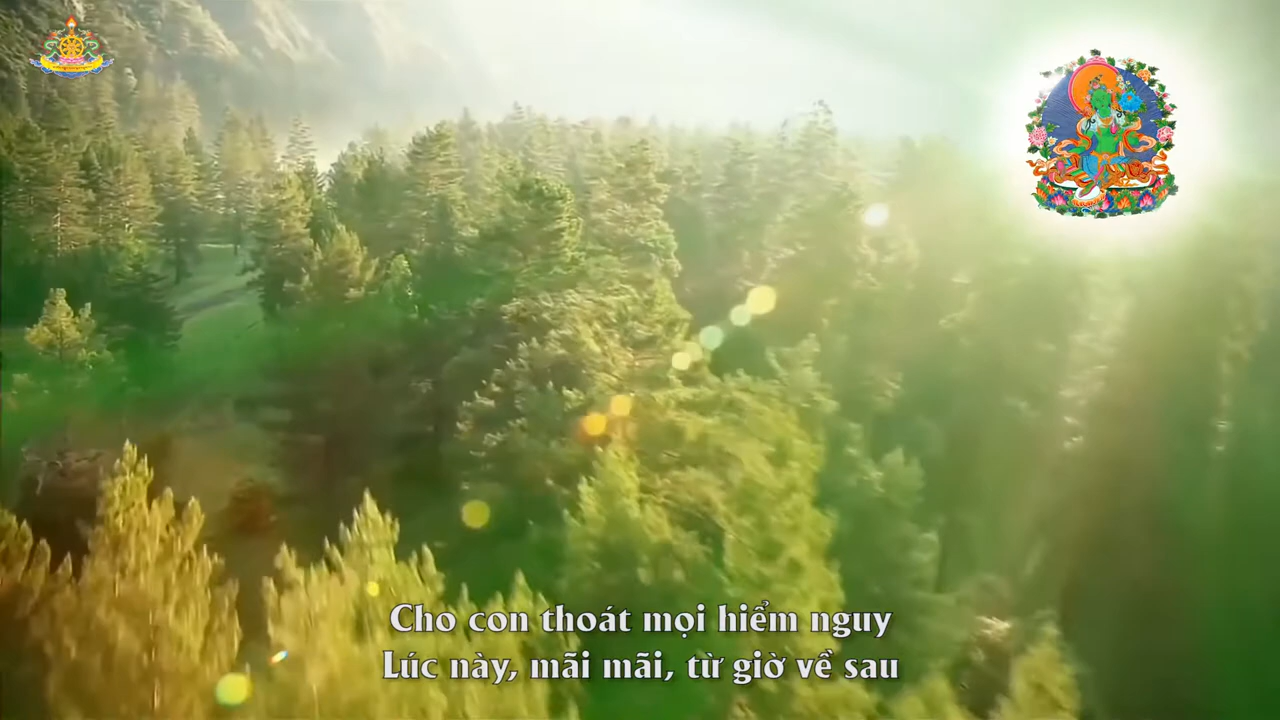 Cho con thoát mọi hiểm nguy
Lúc này, mãi mãi, từ giờ về sau